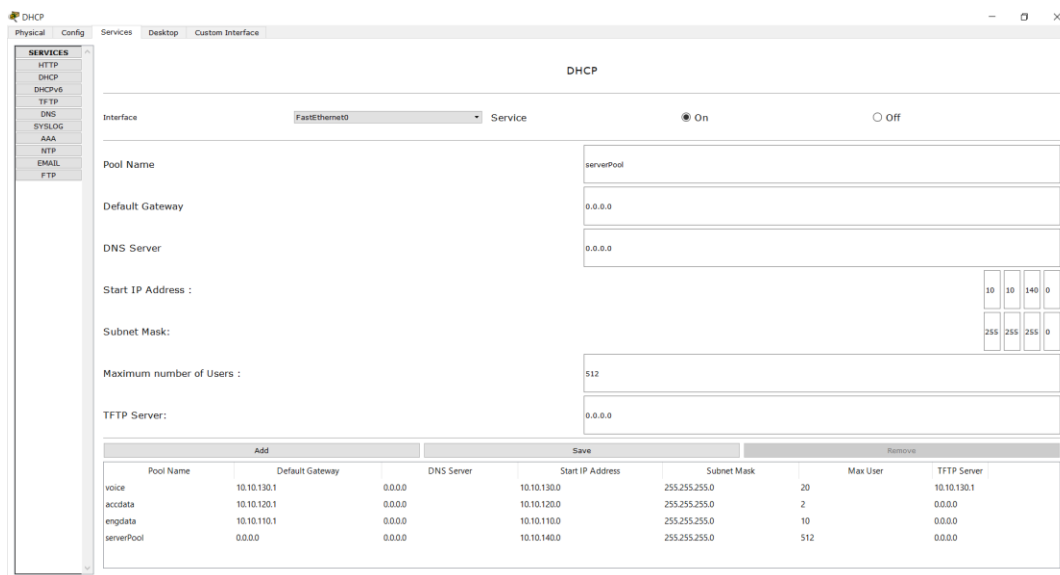 DHCP
Physical Config Services Desktop Custom Interface
SERVICES
HTTP
DHCP
DHCPv6
TFTP
DNS
SYSLOG
AAA
NTP
EMAIL
FTP
DHCP
Interface FastEthernet0 Service On Off
Pool Name serverPool
Default Gateway 0.0.0.0
DNS Server 0.0.0.0
Start IP Address : 10 10 140 0
Subnet Mask: 255 255 255 0
Maximum number of Users : 512
TFTP Server: 0.0.0.0
Add Save Remove
Pool Name Default Gateway DNS Server Start IP Address Subnet Mask Max User TFTP Server
voice 10.10.130.1 0.0.0.0 10.10.130.0 255.255.255.0 20 10.10.130.1
accdata 10.10.120.1 0.0.0.0 10.10.120.0 255.255.255.0 2 0.0.0.0
engdata 10.10.110.1 0.0.0.0 10.10.110.0 255.255.255.0 10 0.0.0.0
serverPool 0.0.0.0 0.0.0.0 10.10.140.0 255.255.255.0 512 0.0.0.0